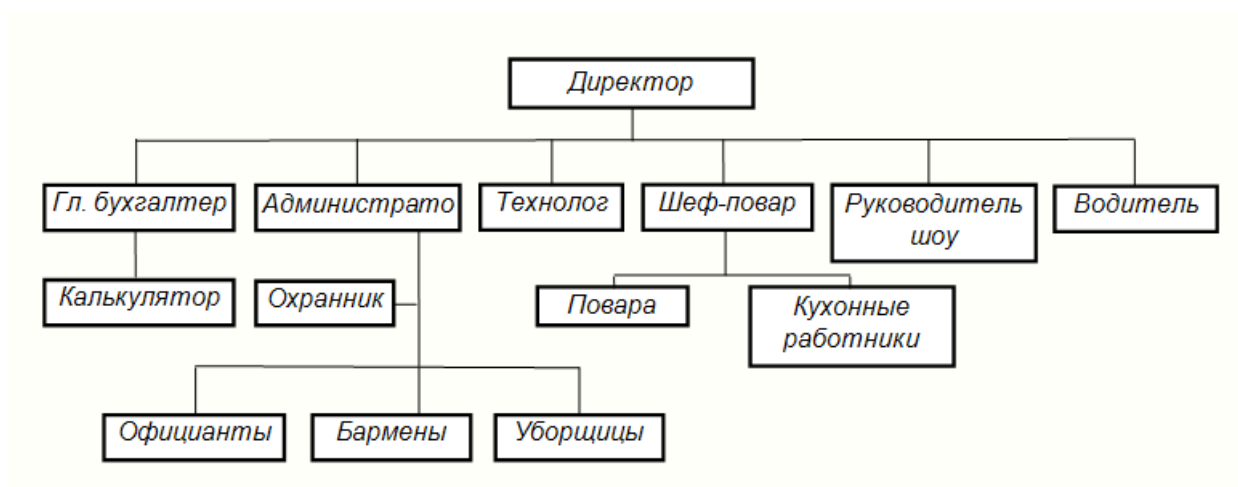 Директор
Гл. бухгалтер
Администрато
Технолог
Шеф-повар
Руководитель
шоу
Водитель
Калькулятор
Охранник
Повара
Кухонные
работники
Официанты
Бармены
Уборщицы